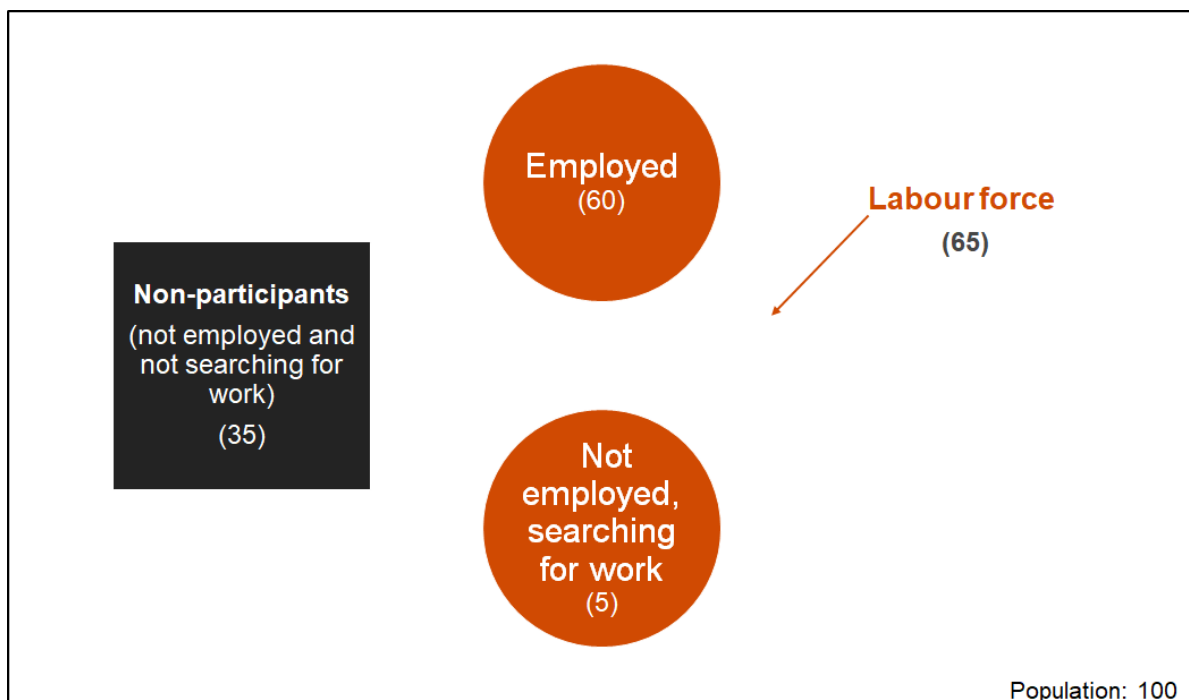 Employed
(60)
Labour force
(65)
Non-participants
(not employed and
not searching for
work)
(35)
Not
employed,
searching
for work
(5)
Population: 100